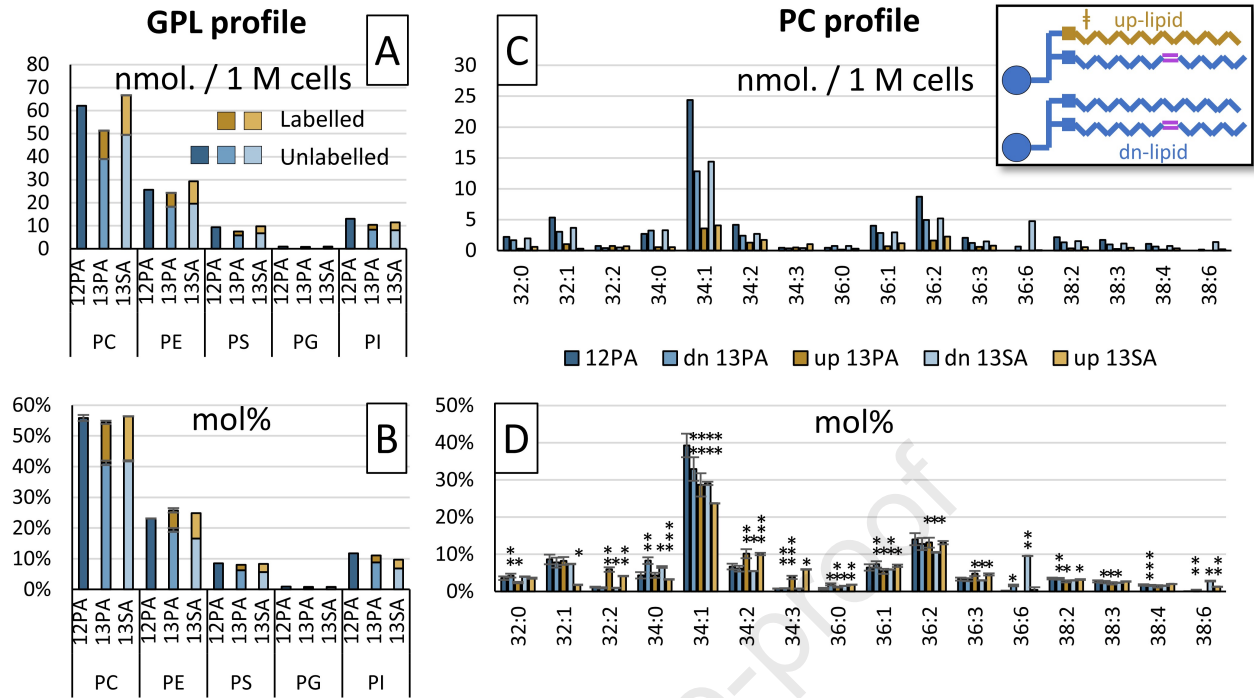 GPL profile
A
nmol. / 1 M cells
80
70
60
50
40
30
20
10
0
Labelled
Unlabelled
12PA 13PA 13SA 12PA 13PA 13SA 12PA 13PA 13SA 12PA 13PA 13SA 12PA 13PA 13SA
PC PE PS PG PI
PC profile
C
nmol. / 1 M cells
30
25
20
15
10
5
0
up-lipid
dn-lipid
32:0 32:1 32:2 34:0 34:1 34:2 34:3 36:0 36:1 36:2 36:3 36:6 38:2 38:3 38:4 38:6
12PA dn 13PA up 13PA dn 13SA up 13SA
B
mol%
60%
50%
40%
30%
20%
10%
0%
12PA 13PA 13SA 12PA 13PA 13SA 12PA 13PA 13SA 12PA 13PA 13SA 12PA 13PA 13SA
PC PE PS PG PI
D
mol%
50%
40%
30%
20%
10%
0%
32:0 32:1 32:2 34:0 34:1 34:2 34:3 36:0 36:1 36:2 36:3 36:6 38:2 38:3 38:4 38:6
-proof